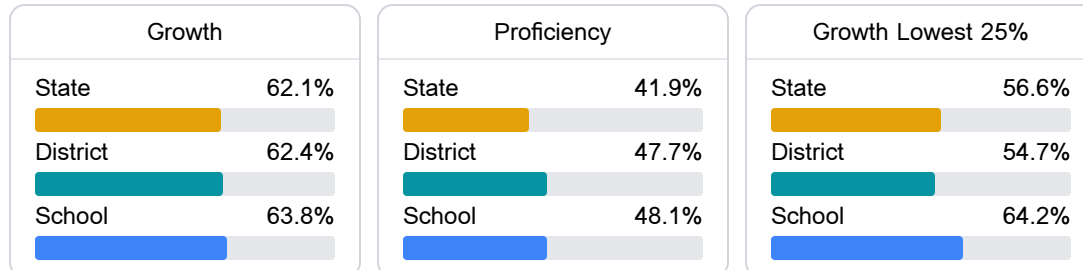 Growth
State 62.1%
District 62.4%
School 63.8%
Proficiency
State 41.9%
District 47.7%
School 48.1%
Growth Lowest 25%
State 56.6%
District 54.7%
School 64.2%